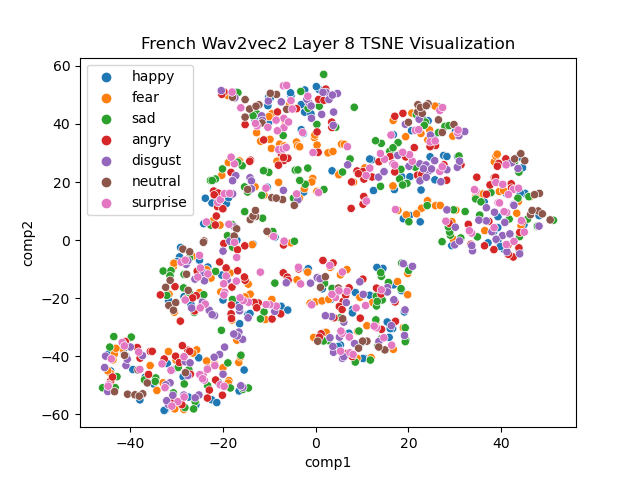 French Wav2vec2 Layer 8 TSNE Visualization
happy
fear
sad
angry
disgust
neutral
surprise
comp2
60
40
20
0
−20
−40
−60
−40
−20
0
20
40
comp1